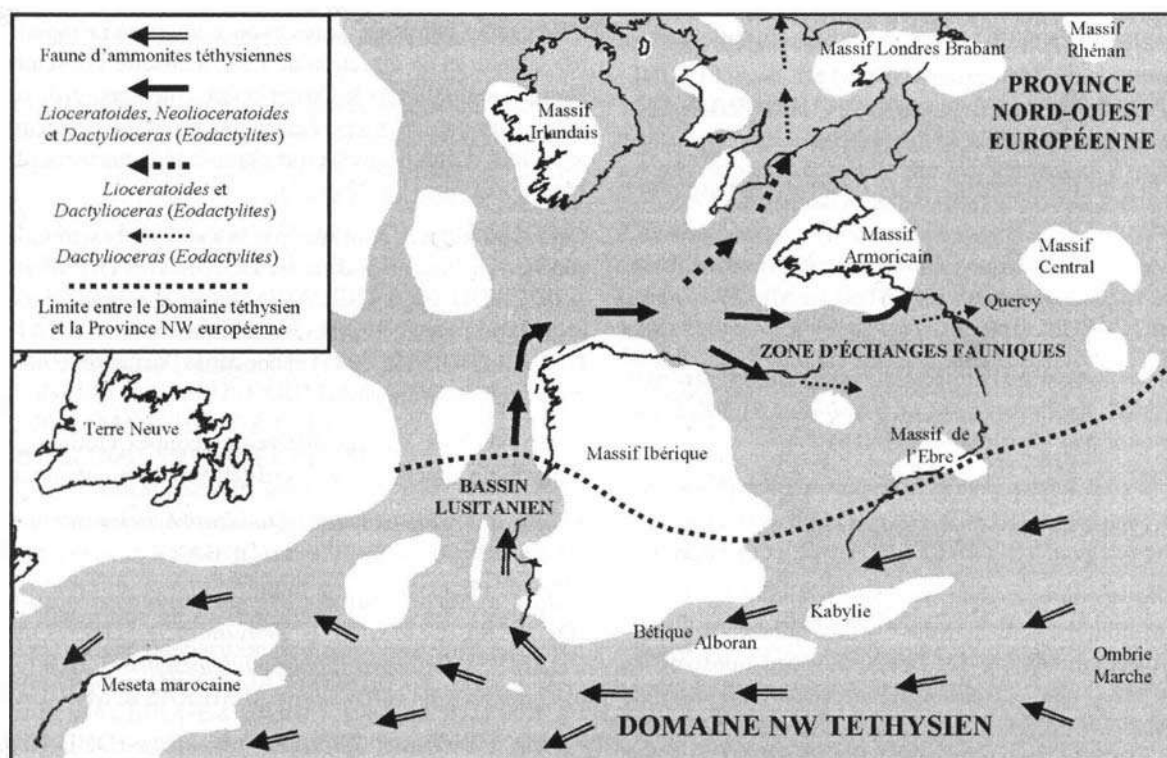 Faune d'ammonites téthysiennes
Lioceratoides, Neolioceratoides
et Dactylioceras (Eodactylites)
Lioceratoides et
Dactylioceras (Eodactylites)
Dactylioceras (Eodactylites)
Limite entre le Domaine téthysien
et la Province NW européenne
Massif
Irlandais
Massif Londres Brabant
Massif
Rhénan
PROVINCE
NORD-OUEST
EUROPÉENNE
Massif
Armoricain
Massif
Central
Quercy
ZONE D'ÉCHANGES FAUNIQUES
Terre Neuve
Massif Ibérique
Massif de
l'Ebre
BASSIN
LUSITANIEN
Kabylie
Bétique
Alboran
Ombrie
Marche
Meseta marocaine
DOMAINE NW TETHYSIEN